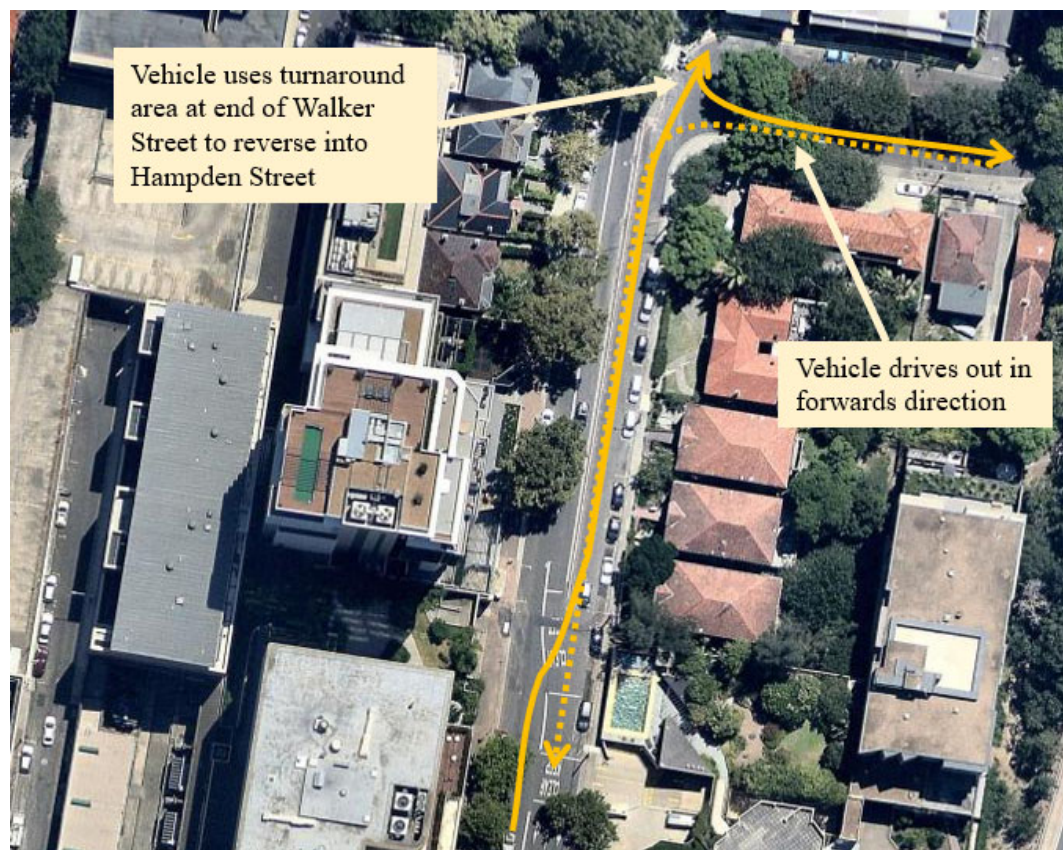 Vehicle uses turnaround
area at end of Walker
Street to reverse into
Hampden Street
Vehicle drives out in
forwards direction